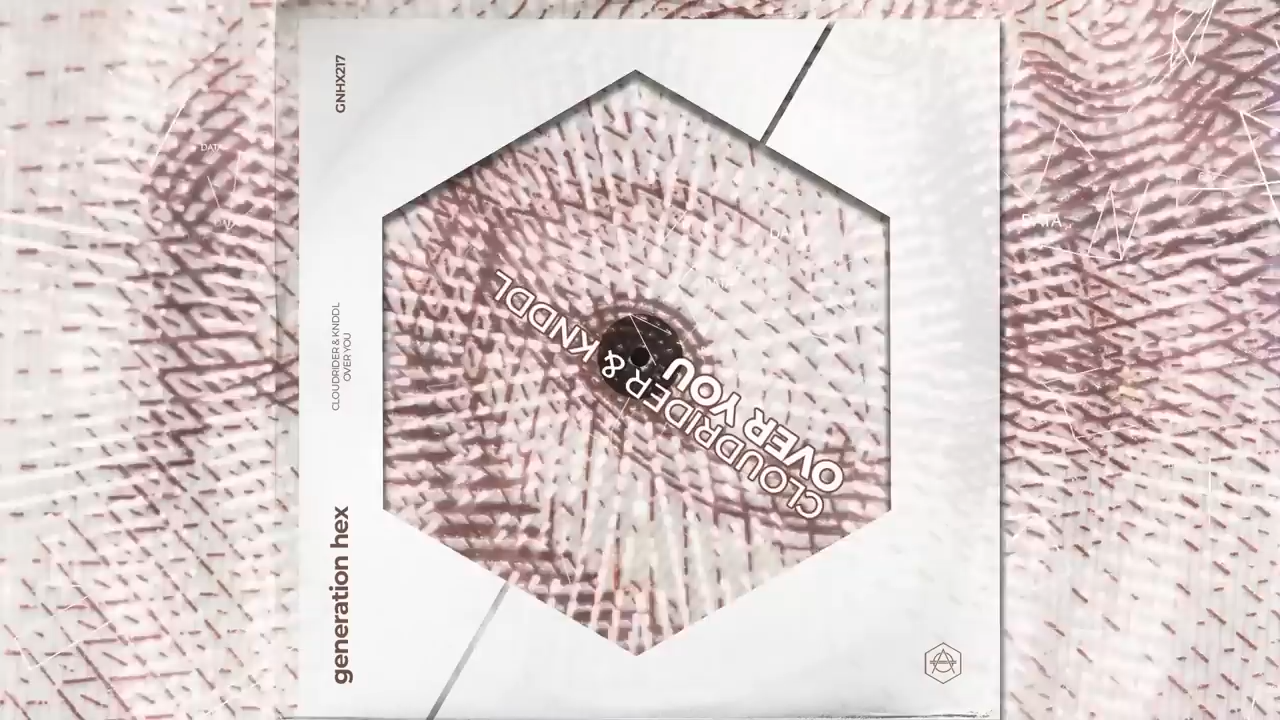 GNHX217
CLOUDRIDER & KNDDL
OVER YOU
generation hex
CLOUDRIDER & KNDDL
OVER YOU
DATA
DATA